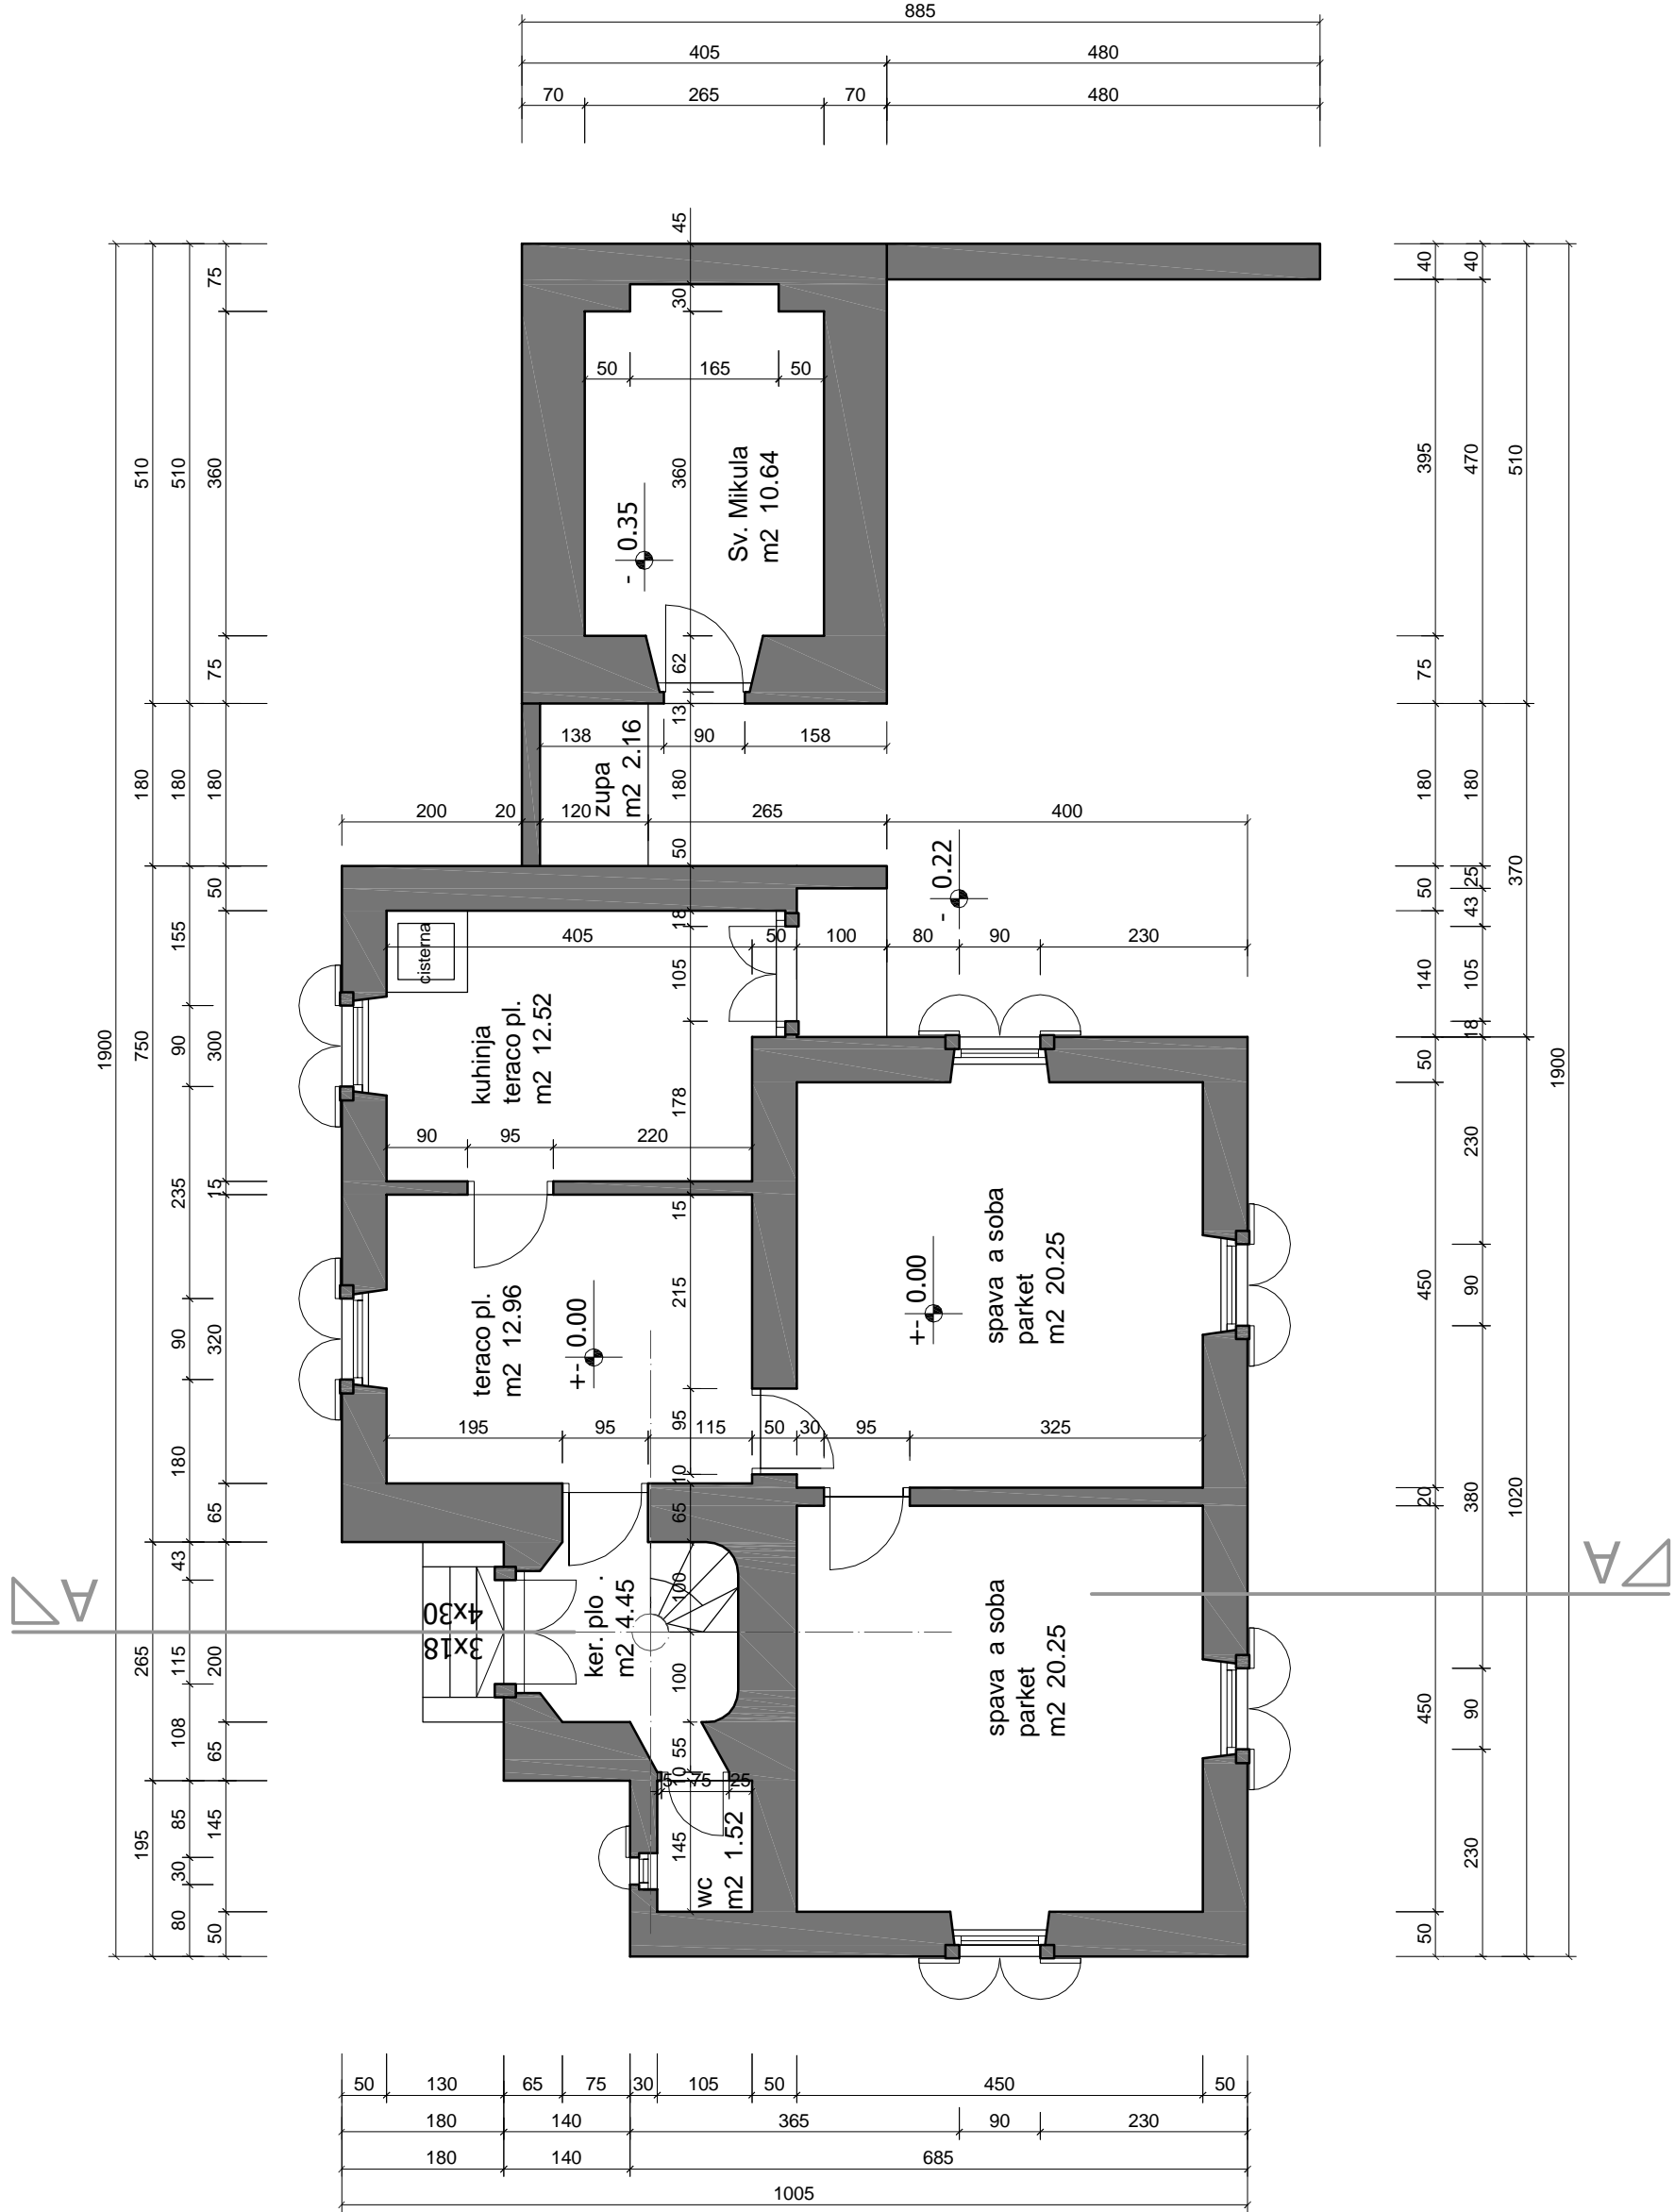 885
405 480
70 265 70 480
45
75
30
40 40
50 165 50
510 510 360
360
395 470 510
Sv. Mikula
m2 10.64
- 0.35
75
62
75
13
138 90 158
zupa
m2 2.16
180 180 180
180
180 180
370
200 20 120 265 400
50
50
50 25
- 0.22
155
18
43
cisterna
405 50 100 80 90 230
105
140 105
kuhinja
teraco pl.
m2 12.52
1900 750 90 300
18
50
1900
178
90 95 220
230
235 15
15
teraco pl.
m2 12.96
+- 0.00
215
+- 0.00
spava a soba
parket
m2 20.25
90 320
450 90
195 95 115 50 30 95 325
95
180
10
65
65
20 380 1020
43
A A
4x30
3x18
ker. plo .
m2 4.45
100
100
265 115 200
spava a soba
parket
m2 20.25
450 90
108 65
55
10
5 75 25
wc
m2 1.52
145
195 85 145
30
80 50
230
50
50 130 65 75 30 105 50 450 50
180 140 365 90 230
180 140 685
1005